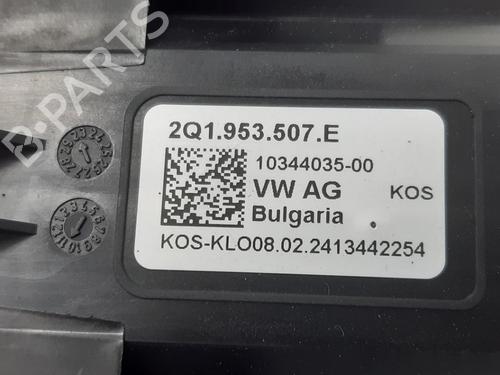 B-PARTS
2Q1.953.507.E
10344035-00
VW AG KOS
Bulgaria
KOS-KLO08.02.2413442254